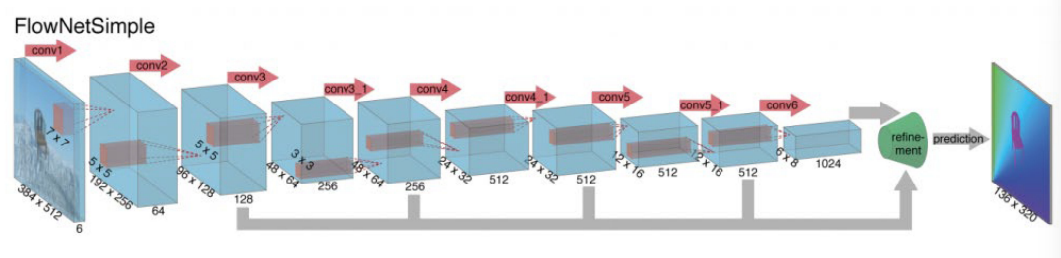 FlowNetSimple
conv1
conv2
conv3
conv3_1
conv4
conv4_1
conv5
conv5_1
conv6
7 x 7
5 x 5
5 x 5
3 x 3
384 x 512
192 x 256
96 x 128
48 x 64
48 x 64
24 x 32
24 x 32
12 x 16
12 x 16
6 x 8
6
64
128
256
256
512
512
512
512
1024
refine-
ment
prediction
136 x 320